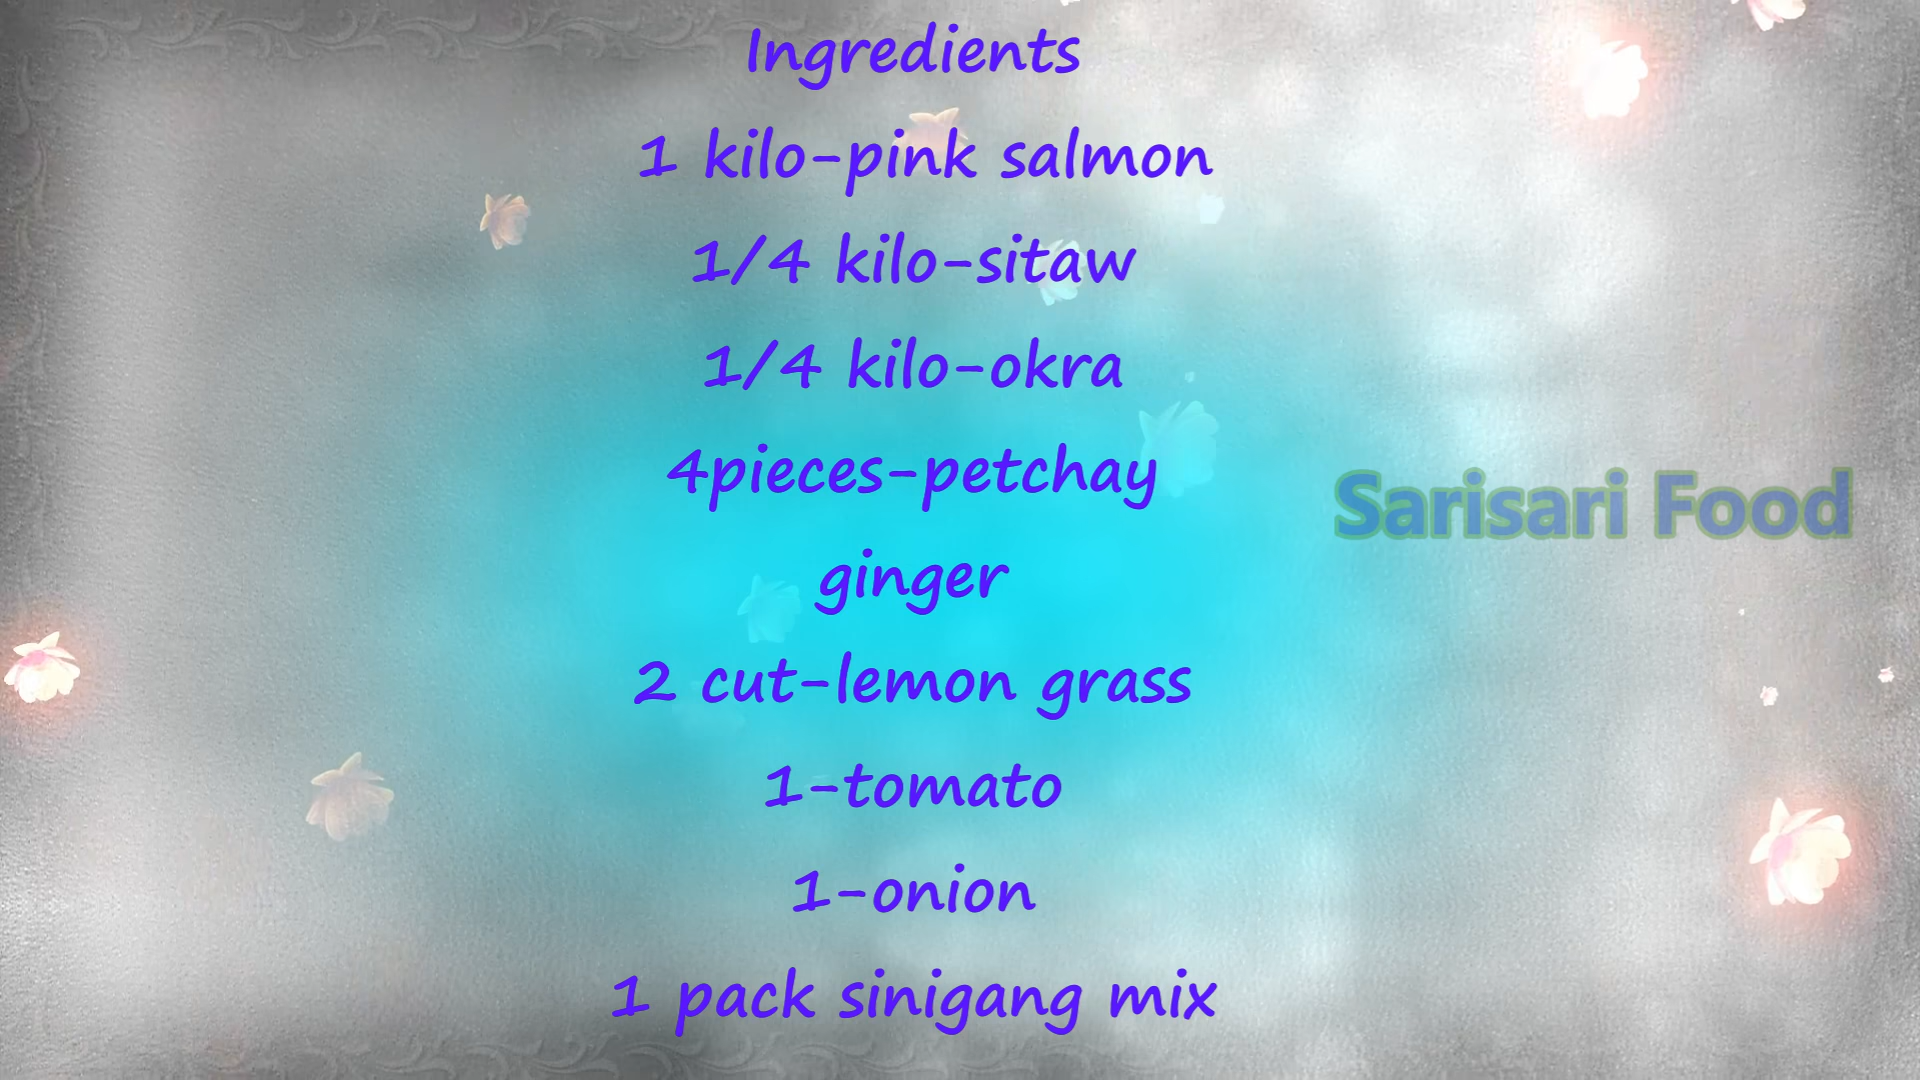 Ingredients
1 kilo-pink salmon
1/4 kilo-sitaw
1/4 kilo-okra
4pieces-petchay
ginger
2 cut-lemon grass
1-tomato
1-onion
1 pack sinigang mix
Sarisari Food